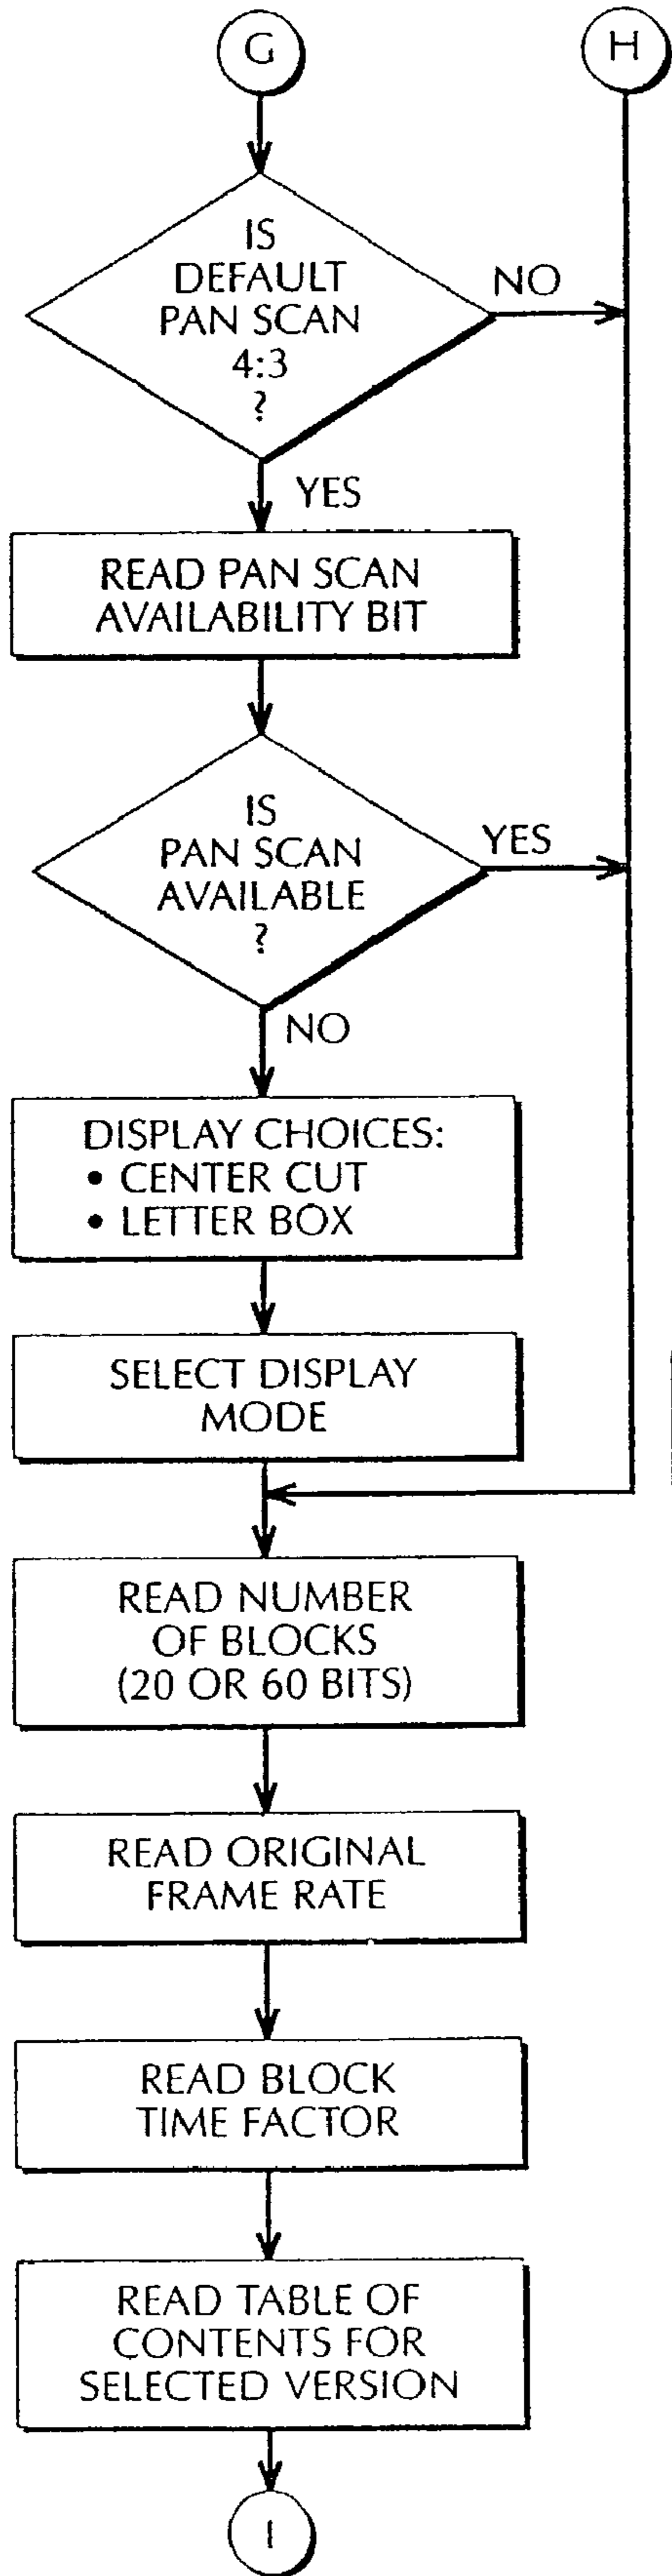 G
H
IS
DEFAULT
PAN SCAN
4:3
?
NO
YES
READ PAN SCAN
AVAILABILITY BIT
IS
PAN SCAN
AVAILABLE
?
YES
NO
DISPLAY CHOICES:
• CENTER CUT
• LETTER BOX
SELECT DISPLAY
MODE
READ NUMBER
OF BLOCKS
(20 OR 60 BITS)
READ ORIGINAL
FRAME RATE
READ BLOCK
TIME FACTOR
READ TABLE OF
CONTENTS FOR
SELECTED VERSION
I